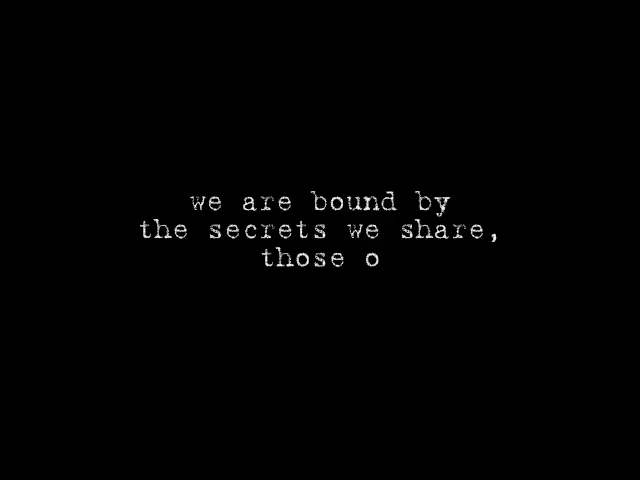 we are bound by
the secrets we share,
those o